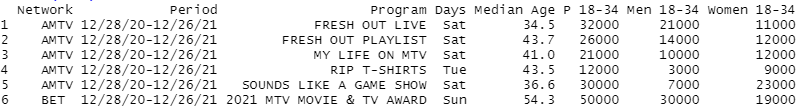 Network Period Program Days Median Age P 18-34 Men 18-34 Women 18-34
1 AMTV 12/28/20-12/26/21 FRESH OUT LIVE Sat 34.5 32000 21000 11000
2 AMTV 12/28/20-12/26/21 FRESH OUT PLAYLIST Sat 43.7 26000 14000 12000
3 AMTV 12/28/20-12/26/21 MY LIFE ON MTV Sat 41.0 21000 10000 12000
4 AMTV 12/28/20-12/26/21 RIP T-SHIRTS Tue 43.5 12000 3000 9000
5 AMTV 12/28/20-12/26/21 SOUNDS LIKE A GAME SHOW Sat 36.6 30000 7000 23000
6 BET 12/28/20-12/26/21 2021 MTV MOVIE & TV AWARD Sun 54.3 50000 30000 19000